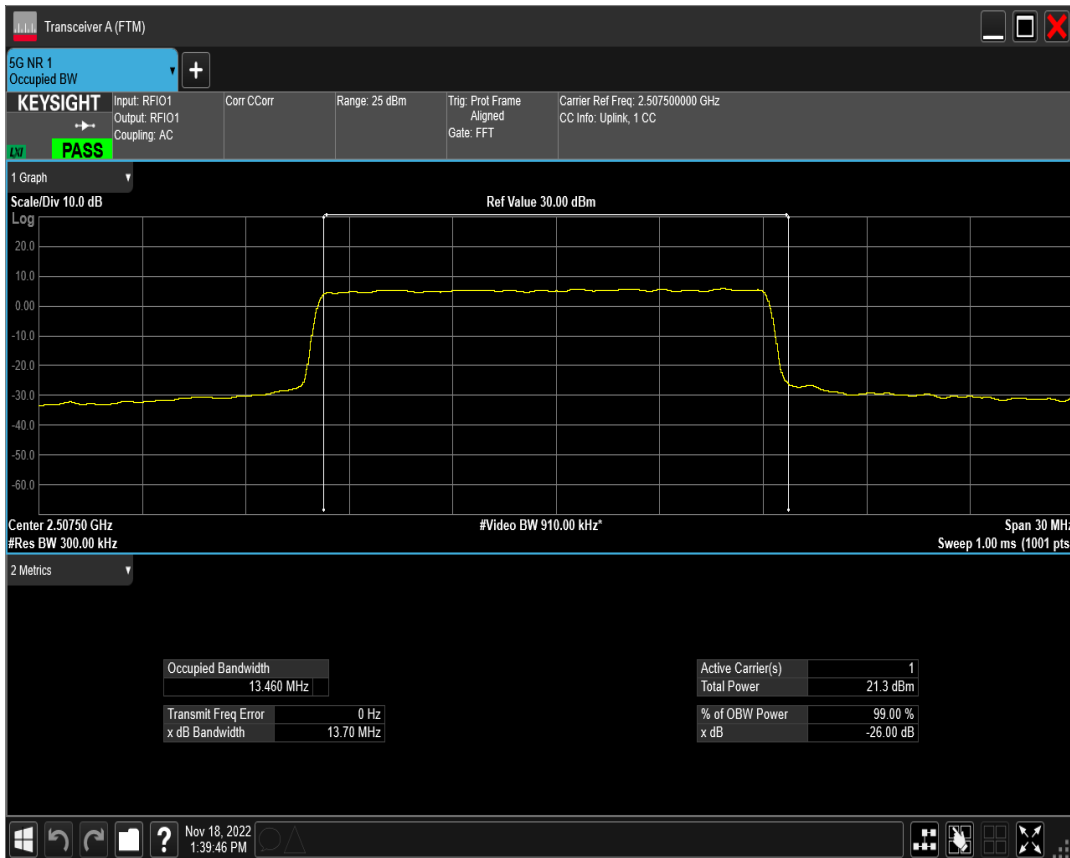 Transceiver A (FTM)
5G NR 1
Occupied BW
KEYSIGHT
LXI
PASS
Input: RFIO1
Output: RFIO1
Coupling: AC
Corr CCorr
Range: 25 dBm
Trig: Prot Frame
Aligned
Gate: FFT
Carrier Ref Freq: 2.507500000 GHz
CC Info: Uplink, 1 CC
1 Graph
Scale/Div 10.0 dB
Ref Value 30.00 dBm
Log
20.0
10.0
0.00
-10.0
-20.0
-30.0
-40.0
-50.0
-60.0
Center 2.50750 GHz
#Video BW 910.00 kHz*
Span 30 MHz
#Res BW 300.00 kHz
Sweep 1.00 ms (1001 pts
2 Metrics
Occupied Bandwidth
13.460 MHz
Transmit Freq Error 0 Hz
x dB Bandwidth 13.70 MHz
Active Carrier(s) 1
Total Power 21.3 dBm
% of OBW Power 99.00 %
x dB -26.00 dB
?
Nov 18, 2022
1:39:46 PM